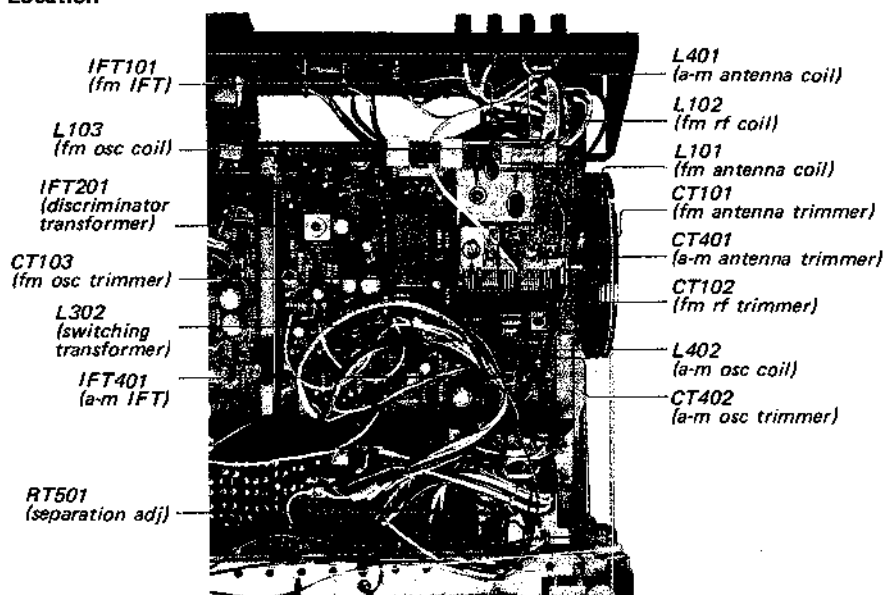 Location
IFT101
(fm IFT)
L103
(fm osc coil)
IFT201
(discriminator
transformer)
CT103
(fm osc trimmer)
L302
(switching
transformer)
IFT401
(a-m IFT)
RT501
(separation adj)
L401
(a-m antenna coil)
L102
(fm rf coil)
L101
(fm antenna coil)
CT101
(fm antenna trimmer)
CT401
(a-m antenna trimmer)
CT102
(fm rf trimmer)
L402
(a-m osc coil)
CT402
(a-m osc trimmer)